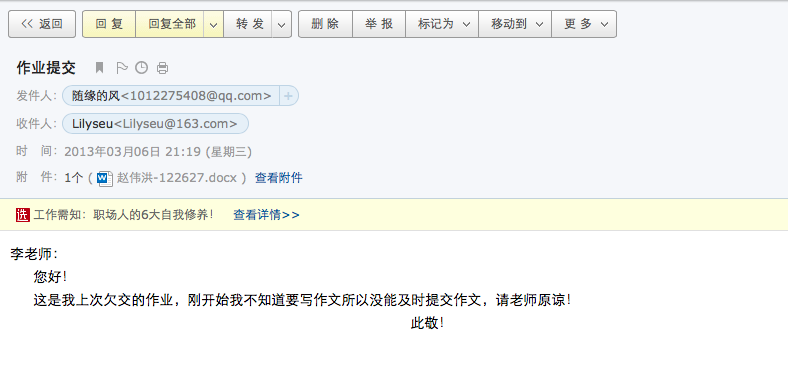 << 返回 回 复 回复全部 转 发 删 除 举 报 标记为 移动到 更 多
作业提交
发件人: 随缘的风<1012275408@qq.com> +
收件人: Lilyseu<Lilyseu@163.com>
时 间: 2013年03月06日 21:19 (星期三)
附 件: 1个 ( 赵伟洪-122627.docx ) 查看附件
选 工作需知：职场人的6大自我修养！ 查看详情>>
李老师：
您好！
这是我上次欠交的作业，刚开始我不知道要写作文所以没能及时提交作文，请老师原谅！
此敬！